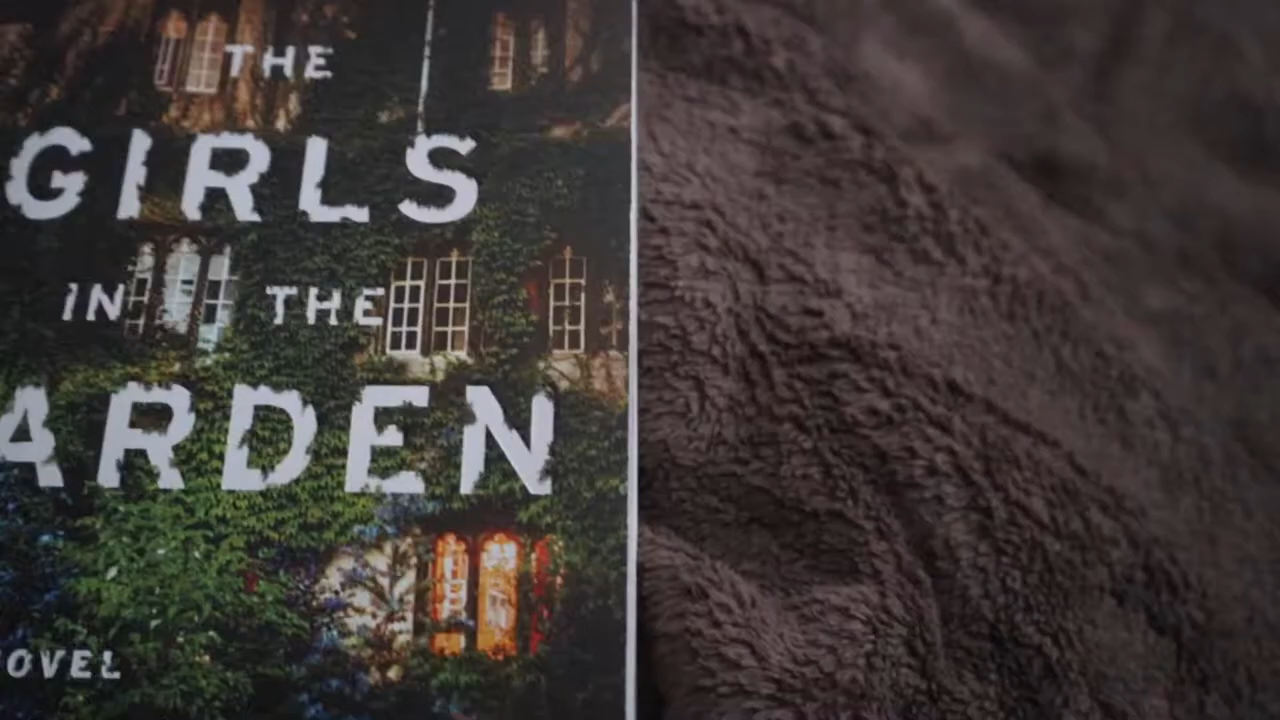 THE
GIRLS
IN THE
ARDEN
OVEL